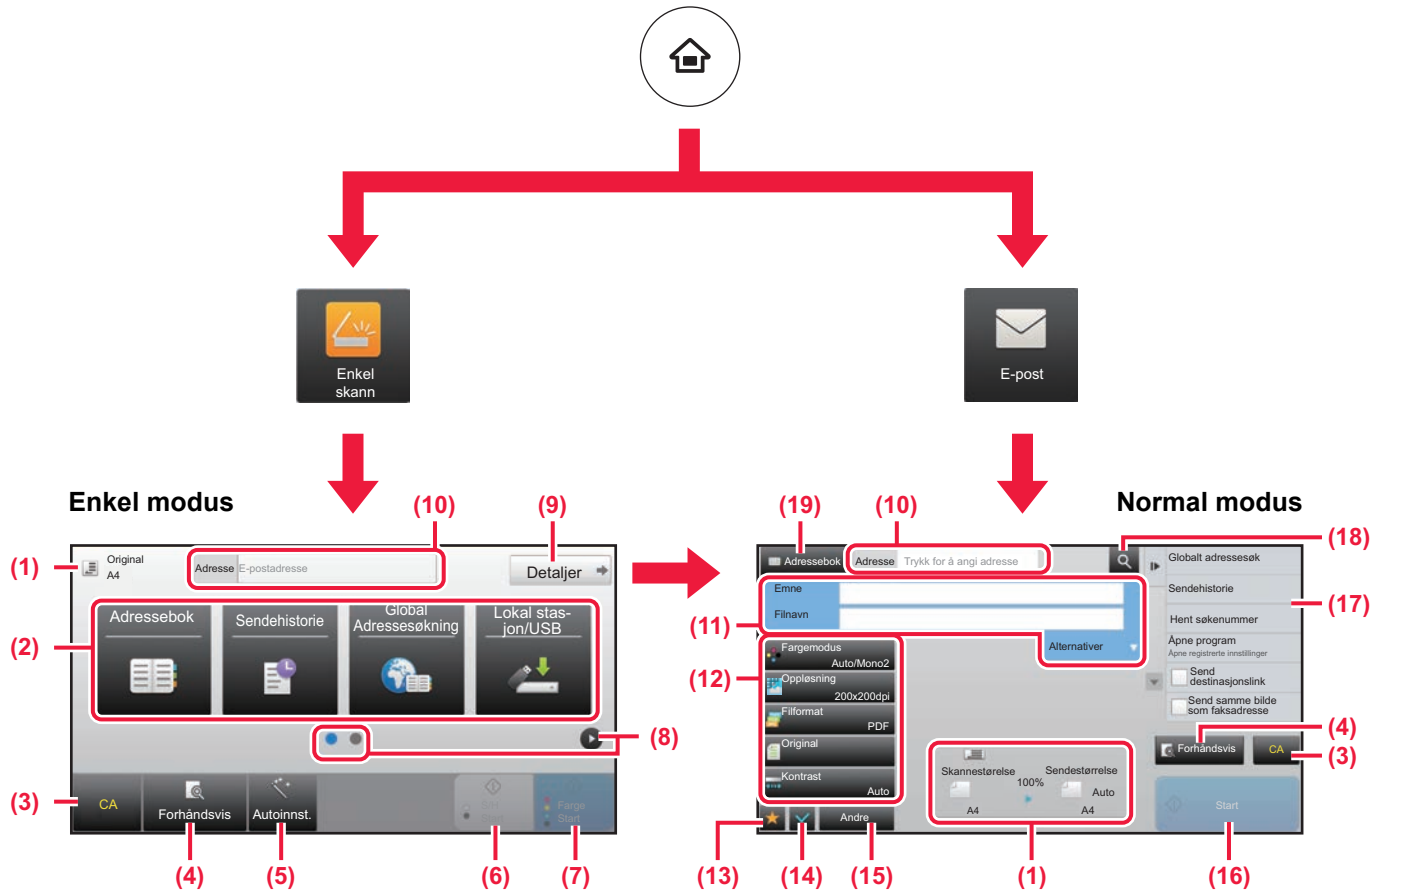 Enkel
skann
E-post
Enkel modus
Normal modus
(10)
(9)
(19)
(10)
(18)
(1)
Original
A4
Adresse
E-postadresse
Detaljer
Adressebok
Adresse
Trykk for å angi adresse
Globalt adressesøk
Sendehistorie
(17)
Hent søkenummer
Åpne program
Åpne registrerte innstillinger
Send
destinasjonslink
Send samme bilde
som faksadresse
(2)
Adressebok
Sendehistorie
Global
Adressesøkning
Lokal stas-
jon/USB
(11)
Emne
Filnavn
Alternativer
(12)
Fargemodus
Auto/Mono2
Oppløsning
200x200dpi
Filformat
PDF
Original
Kontrast
Auto
(8)
(4)
Forhåndsvis
CA
(3)
Skannestørelse
100%
Sendestørrelse
Auto
A4
A4
(3)
CA
Forhåndsvis
Autoinnst.
Farge
Start
Andre
Start
(4)
(5)
(6)
(7)
(13)
(14)
(15)
(1)
(16)